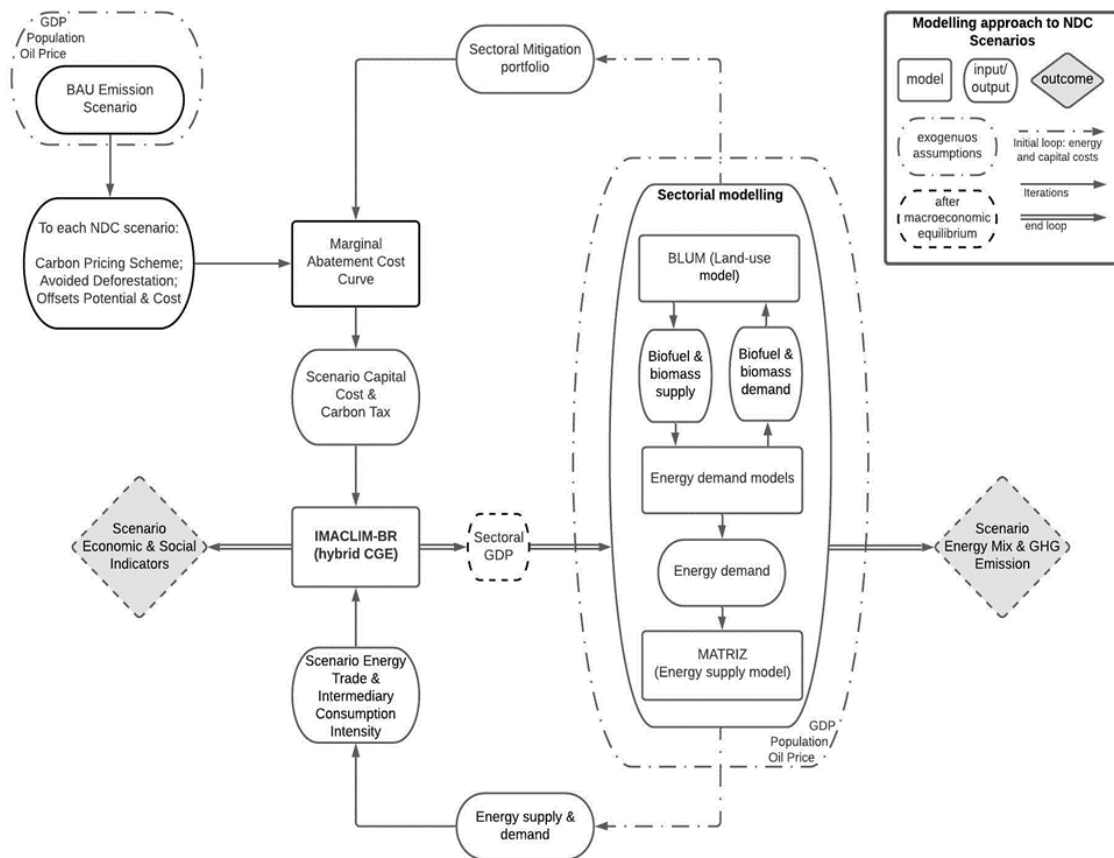 GDP
Population
Oil Price
BAU Emission
Scenario
To each NDC scenario:
Carbon Pricing Scheme;
Avoided Deforestation;
Offsets Potential & Cost
Sectoral Mitigation
portfolio
Marginal
Abatement Cost
Curve
Scenario Capital
Cost &
Carbon Tax
Scenario
Economic & Social
Indicators
IMACLIM-BR
(hybrid CGE)
Sectoral
GDP
Scenario Energy
Trade &
Intermediary
Consumption
Intensity
Energy supply &
demand
Sectorial modelling
BLUM (Land-use
model)
Biofuel &
biomass
supply
Biofuel &
biomass
demand
Energy demand models
Energy demand
MATRIZ
(Energy supply model)
GDP
Population
Oil Price
Scenario
Energy Mix & GHG
Emission
Modelling approach to NDC
Scenarios
model
input/
output
outcome
exogenuos
assumptions
Initial loop: energy
and capital costs
Iterations
after
macroeconomic
equilibrium
end loop